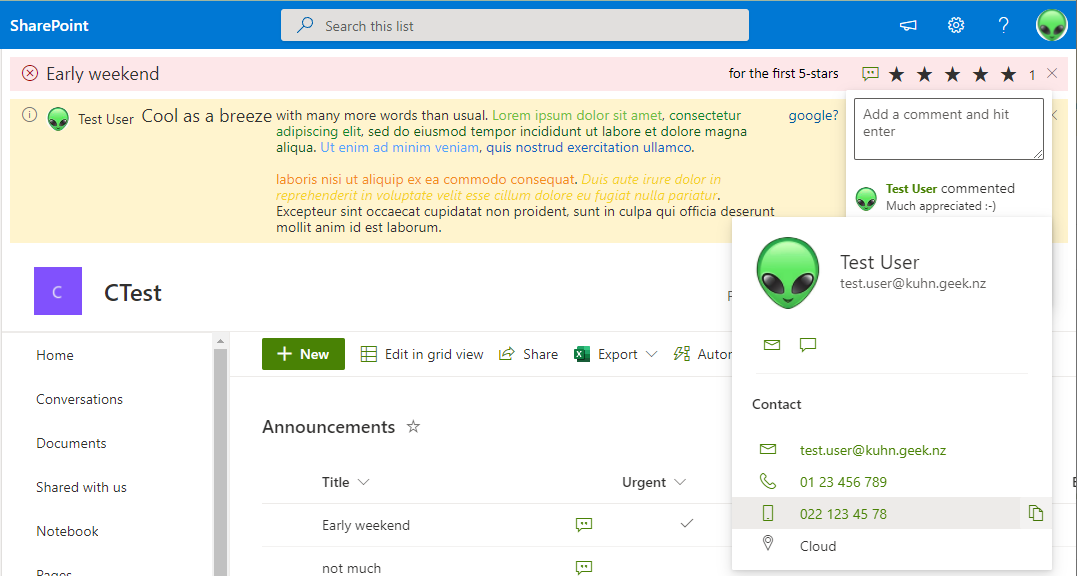 SharePoint
Search this list
?
Early weekend
for the first 5-stars
1
Test User Cool as a breeze
with many more words than usual. Lorem ipsum dolor sit amet, consectetur
adipiscing elit, sed do eiusmod tempor incididunt ut labore et dolore magna
aliqua. Ut enim ad minim veniam, quis nostrud exercitation ullamco.
laboris nisi ut aliquip ex ea commodo consequat. Duis aute irure dolor in
reprehenderit in voluptate velit esse cillum dolore eu fugiat nulla pariatur.
Excepteur sint occaecat cupidatat non proident, sunt in culpa qui officia deserunt
mollit anim id est laborum.
google?
Add a comment and hit
enter
Test User commented
Much appreciated :-)
C
CTest
Test User
test.user@kuhn.geek.nz
Contact
test.user@kuhn.geek.nz
01 23 456 789
022 123 45 78
Cloud
Home
Conversations
Documents
Shared with us
Notebook
Pages
New
Edit in grid view
Share
Export
Autor
Announcements
Title
Urgent
Early weekend
not much